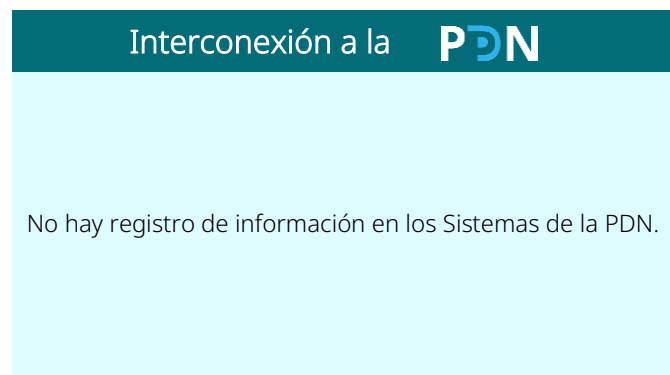 Interconexión a la PDN
No hay registro de información en los Sistemas de la PDN.